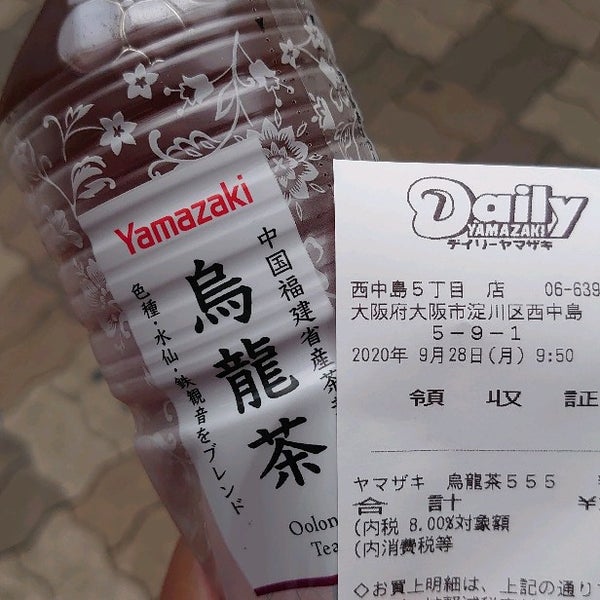 Yamazaki
烏龍茶
中国福建省産茶
色種・水仙・鉄観音をブレンド
Oolong
Tea
Daily
YAMAZAKI
デイリーヤマザキ
西中島5丁目 店 06-639
大阪府大阪市淀川区西中島
5-9-1
2020年 9月28日(月) 9:50
領収証
ヤマザキ 烏龍茶555
合計 ¥
(内税 8.00%対象額
(内消費税等
◇お買上明細は、上記の通りで